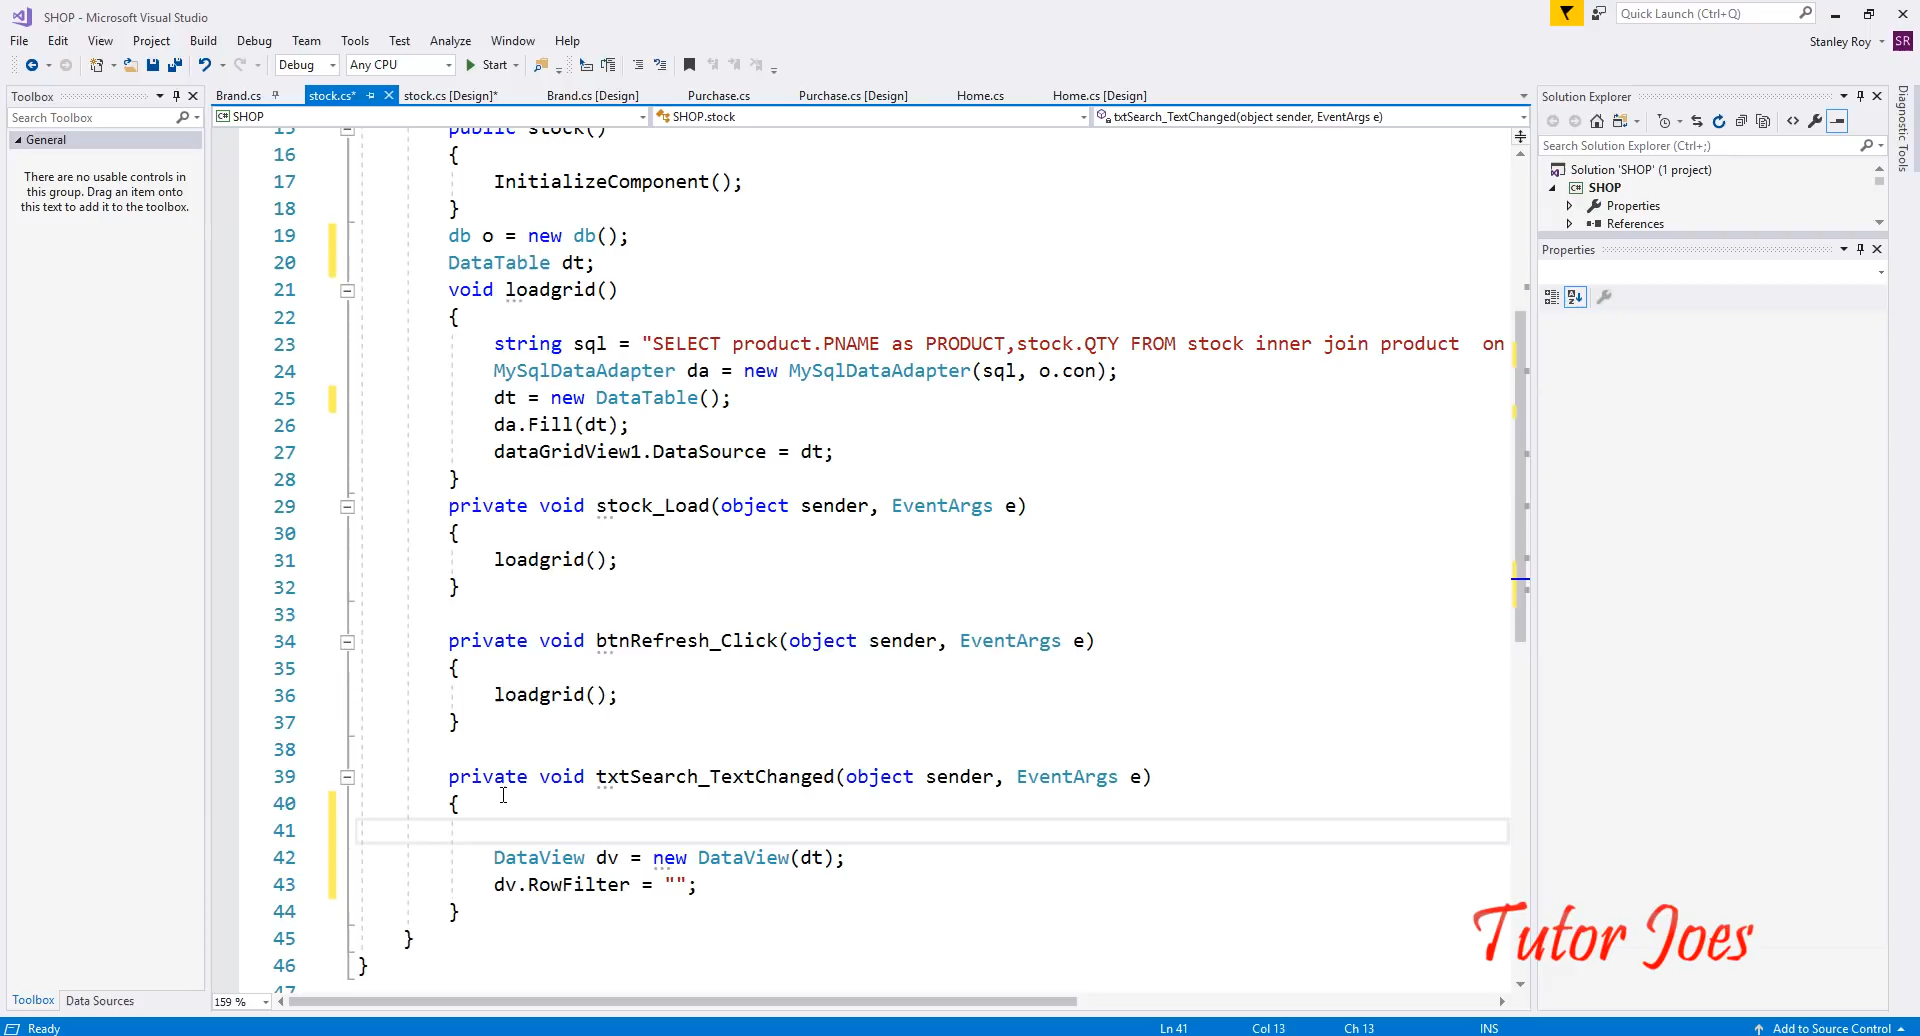 SHOP - Microsoft Visual Studio
Quick Launch (Ctrl+Q)
File Edit View Project Build Debug Team Tools Test Analyze Window Help
Stanley Roy SR
Debug Any CPU Start
Toolbox
Brand.cs stock.cs* stock.cs [Design]* Brand.cs [Design] Purchase.cs Purchase.cs [Design] Home.cs Home.cs [Design]
Solution Explorer
Diagnostic Tools
Search Toolbox
SHOP SHOP.stock txtSearch_TextChanged(object sender, EventArgs e)
General
There are no usable controls in
this group. Drag an item onto
this text to add it to the toolbox.
Search Solution Explorer (Ctrl+;)
Solution 'SHOP' (1 project)
C# SHOP
Properties
References
Properties
15 public stock()
16 {
17 InitializeComponent();
18 }
19 db o = new db();
20 DataTable dt;
21 void loadgrid()
22 {
23 string sql = "SELECT product.PNAME as PRODUCT,stock.QTY FROM stock inner join product  on
24 MySqlDataAdapter da = new MySqlDataAdapter(sql, o.con);
25 dt = new DataTable();
26 da.Fill(dt);
27 dataGridView1.DataSource = dt;
28 }
29 private void stock_Load(object sender, EventArgs e)
30 {
31 loadgrid();
32 }
33
34 private void btnRefresh_Click(object sender, EventArgs e)
35 {
36 loadgrid();
37 }
38
39 private void txtSearch_TextChanged(object sender, EventArgs e)
40 {
41
42 DataView dv = new DataView(dt);
43 dv.RowFilter = "";
44 }
45 }
46 }
47
Tutor Joes
159 %
Toolbox Data Sources
Ready Ln 41 Col 13 Ch 13 INS Add to Source Control